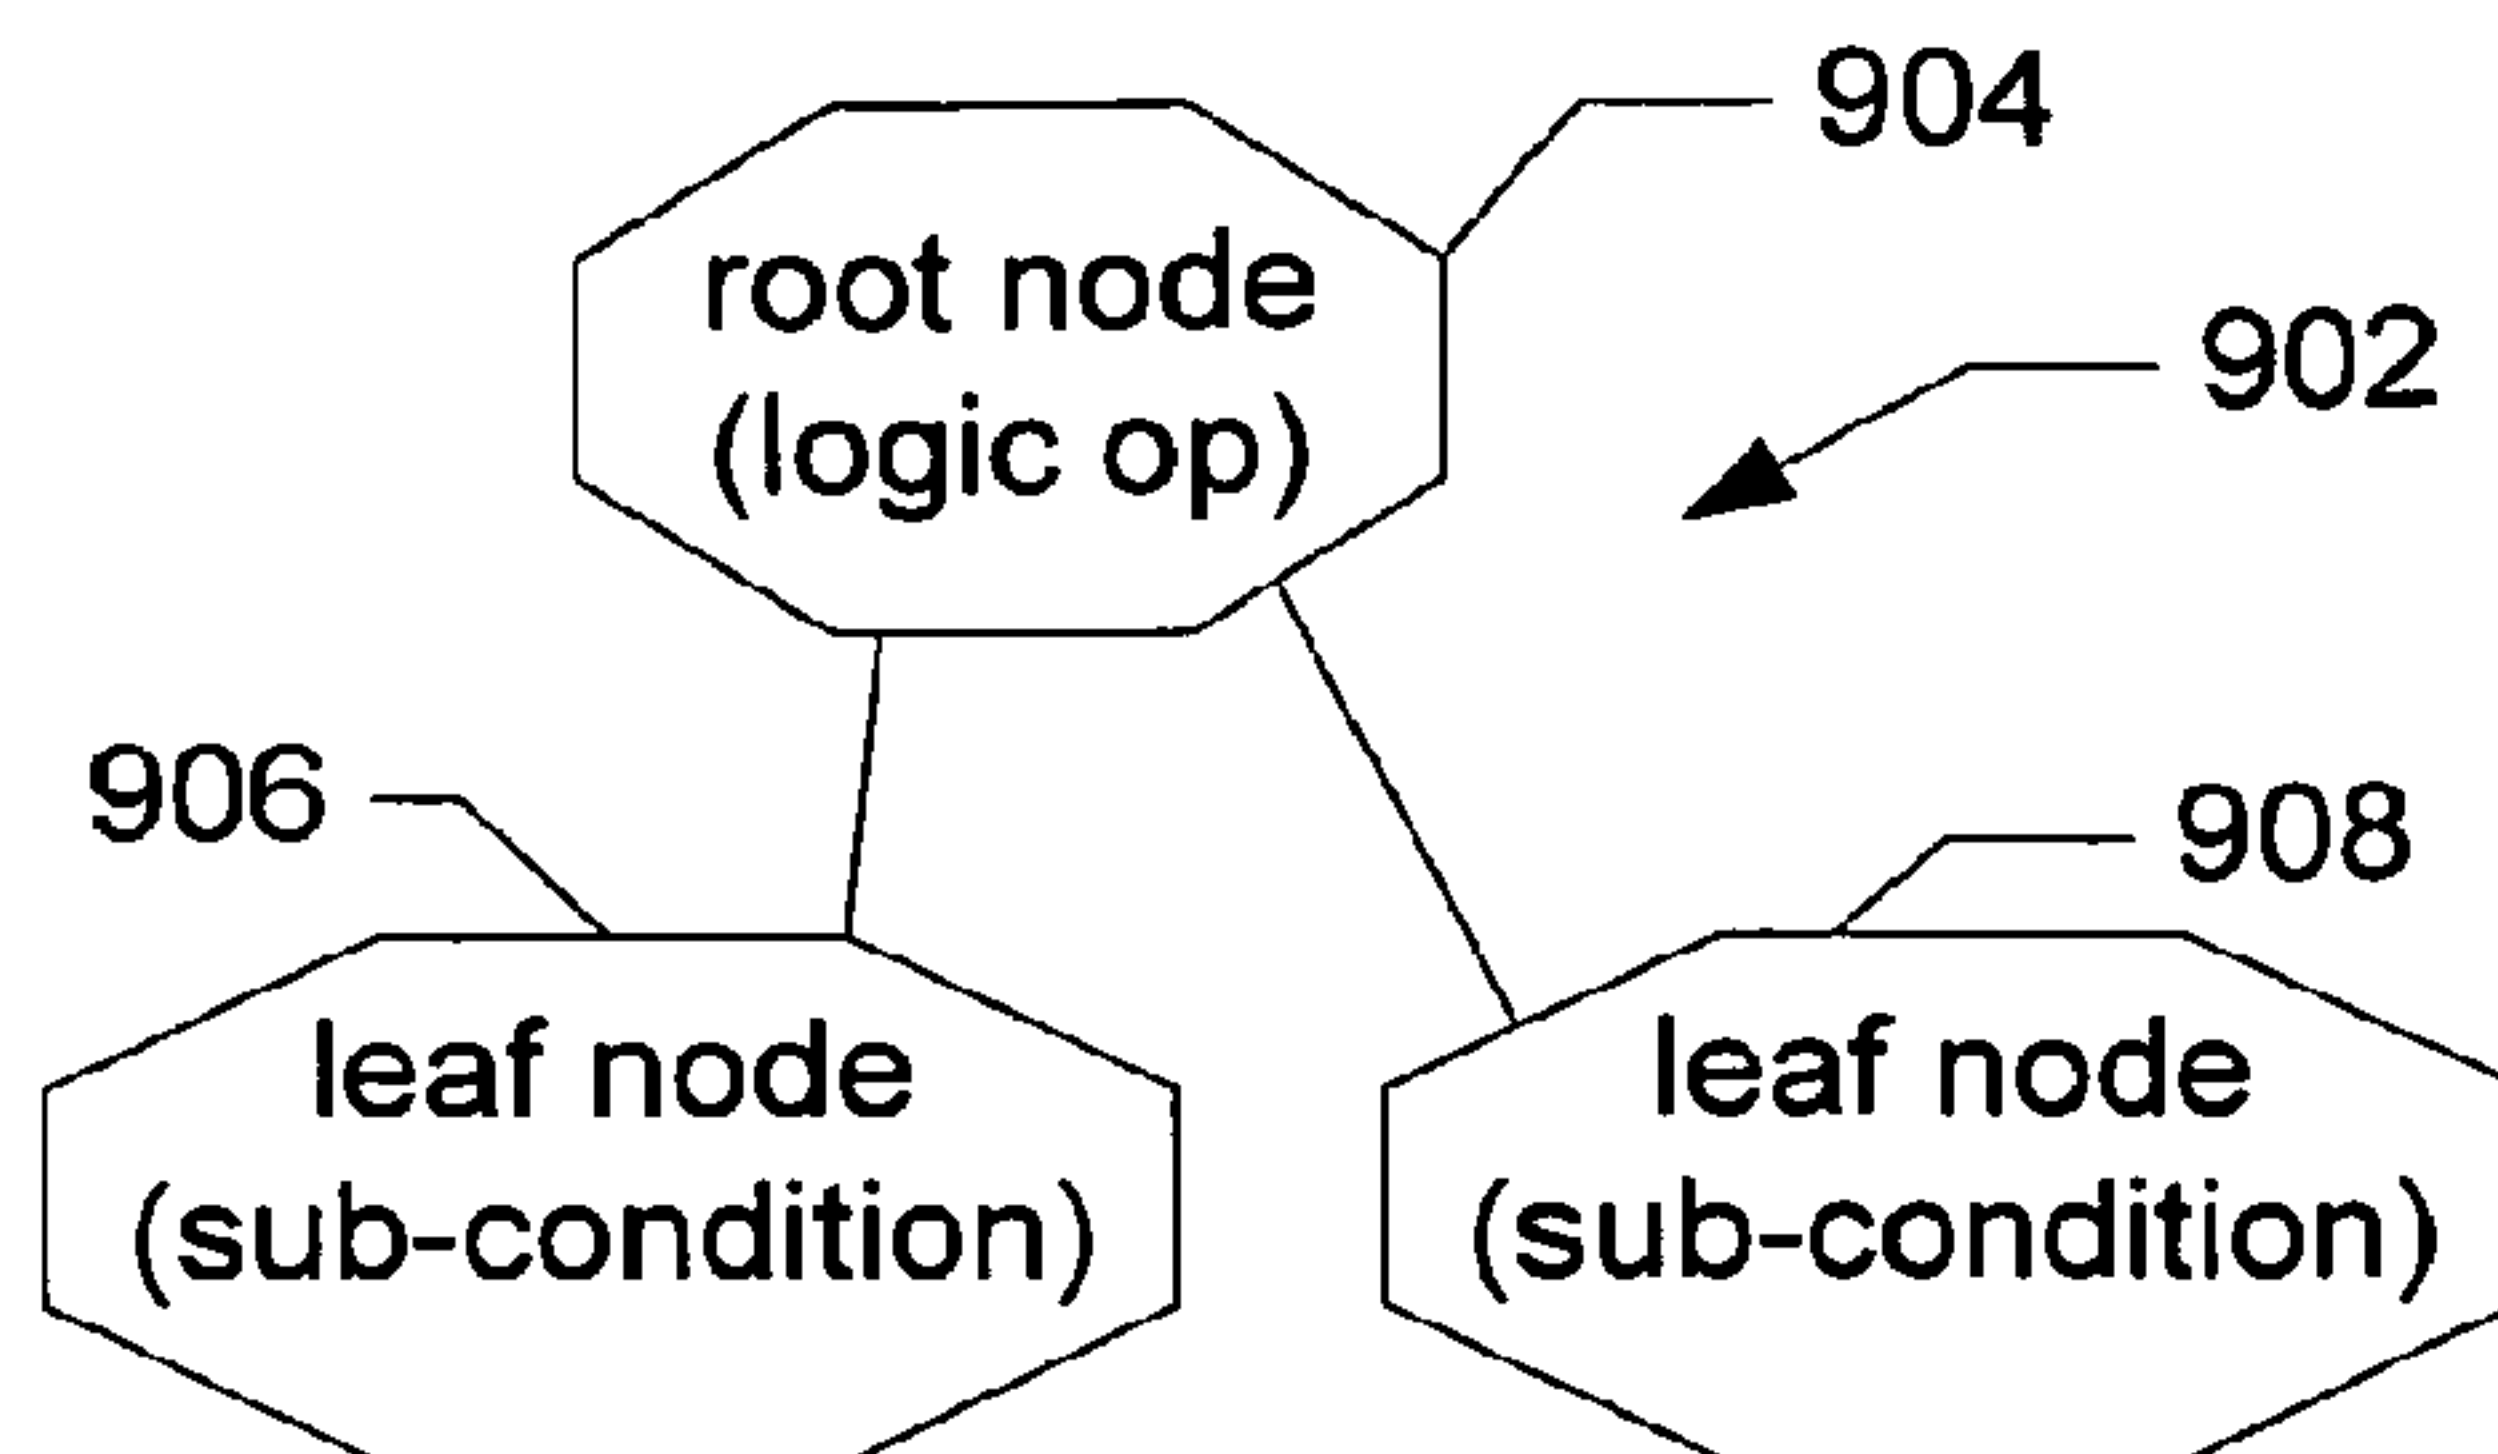 904
root node
(logic op)
902
906
908
leaf node
(sub-condition)
leaf node
(sub-condition)